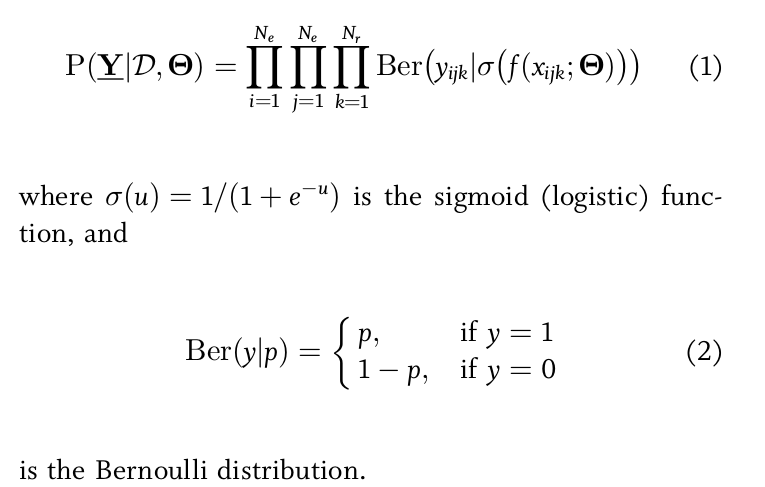 P(Y|𝒟, Θ) = ∏_{i=1}^{N_e} ∏_{j=1}^{N_e} ∏_{k=1}^{N_r} Ber(y_{ijk}|σ(f(x_{ijk}; Θ))) (1)
where σ(u) = 1/(1 + e^{−u}) is the sigmoid (logistic) func-
tion, and
Ber(y|p) = { p, if y = 1
1 − p, if y = 0 (2)
is the Bernoulli distribution.